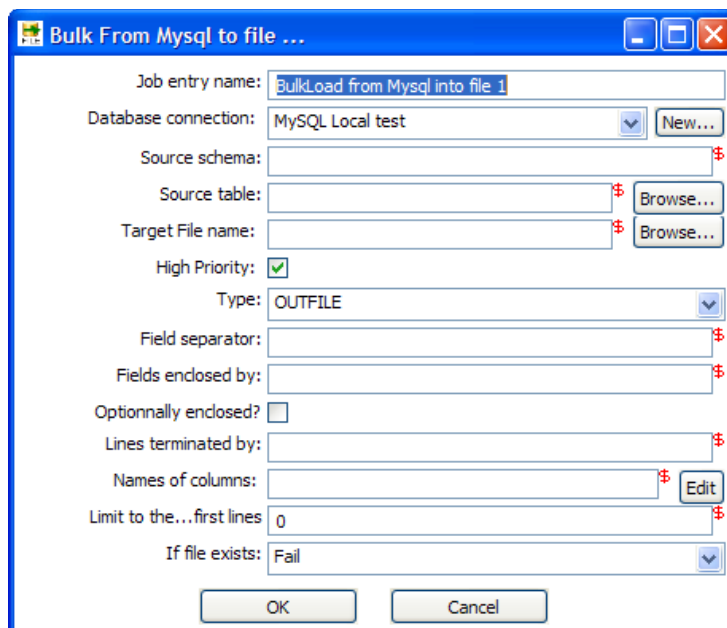 Bulk From Mysql to file ...
Job entry name: BulkLoad from Mysql into file 1
Database connection: MySQL Local test New...
Source schema: $
Source table: $ Browse...
Target File name: $ Browse...
High Priority:
Type: OUTFILE
Field separator: $
Fields enclosed by: $
Optionnally enclosed?
Lines terminated by: $
Names of columns: $ Edit
Limit to the...first lines 0 $
If file exists: Fail
OK Cancel